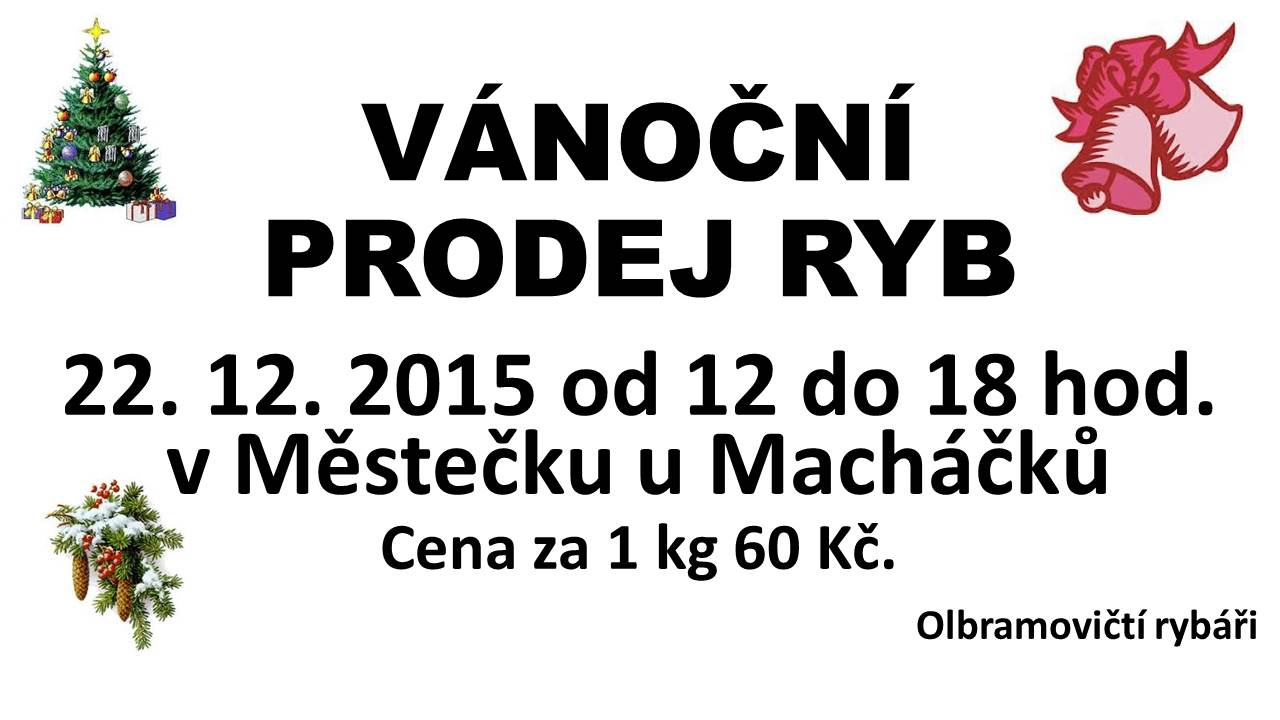 VÁNOČNÍ
PRODEJ RYB
22. 12. 2015 od 12 do 18 hod.
v Městečku u Macháčků
Cena za 1 kg 60 Kč.
Olbramovičtí rybáři